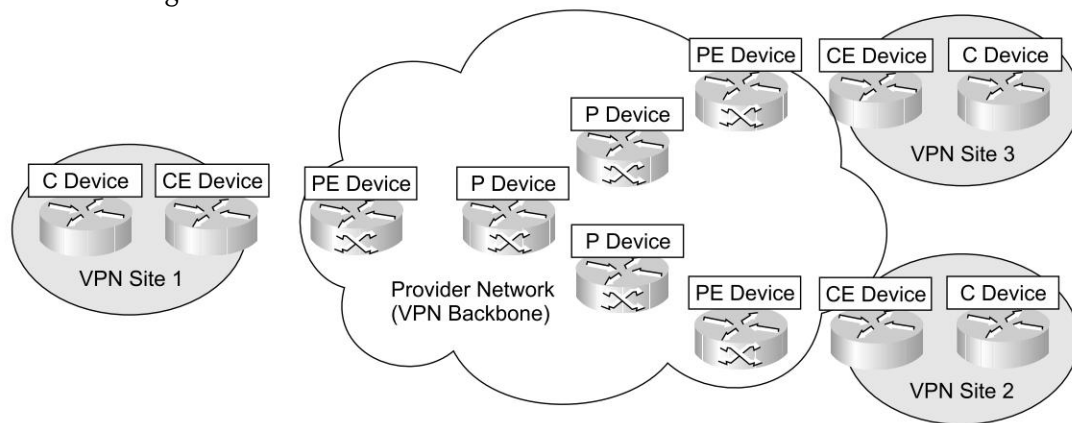 PE Device
CE Device
C Device
P Device
VPN Site 3
C Device
CE Device
PE Device
P Device
P Device
VPN Site 1
Provider Network
(VPN Backbone)
PE Device
CE Device
C Device
VPN Site 2